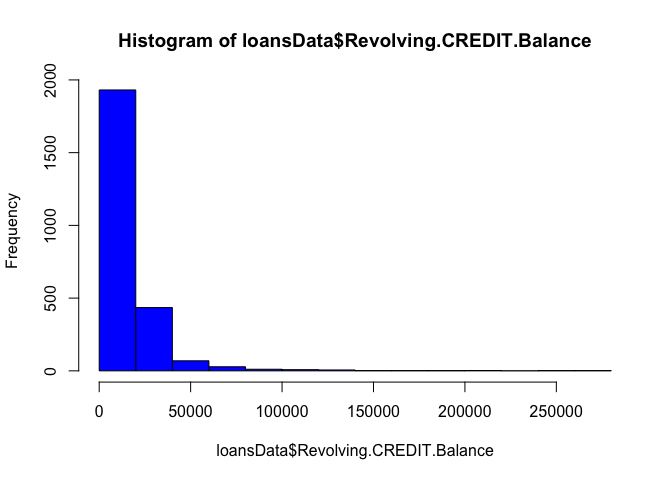 Histogram of loansData$Revolving.CREDIT.Balance
Frequency
2000
1500
1000
500
0
0 50000 100000 150000 200000 250000
loansData$Revolving.CREDIT.Balance